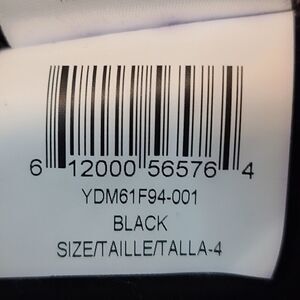 6 12000 56576 4
YDM61F94-001
BLACK
SIZE/TAILLE/TALLA-4